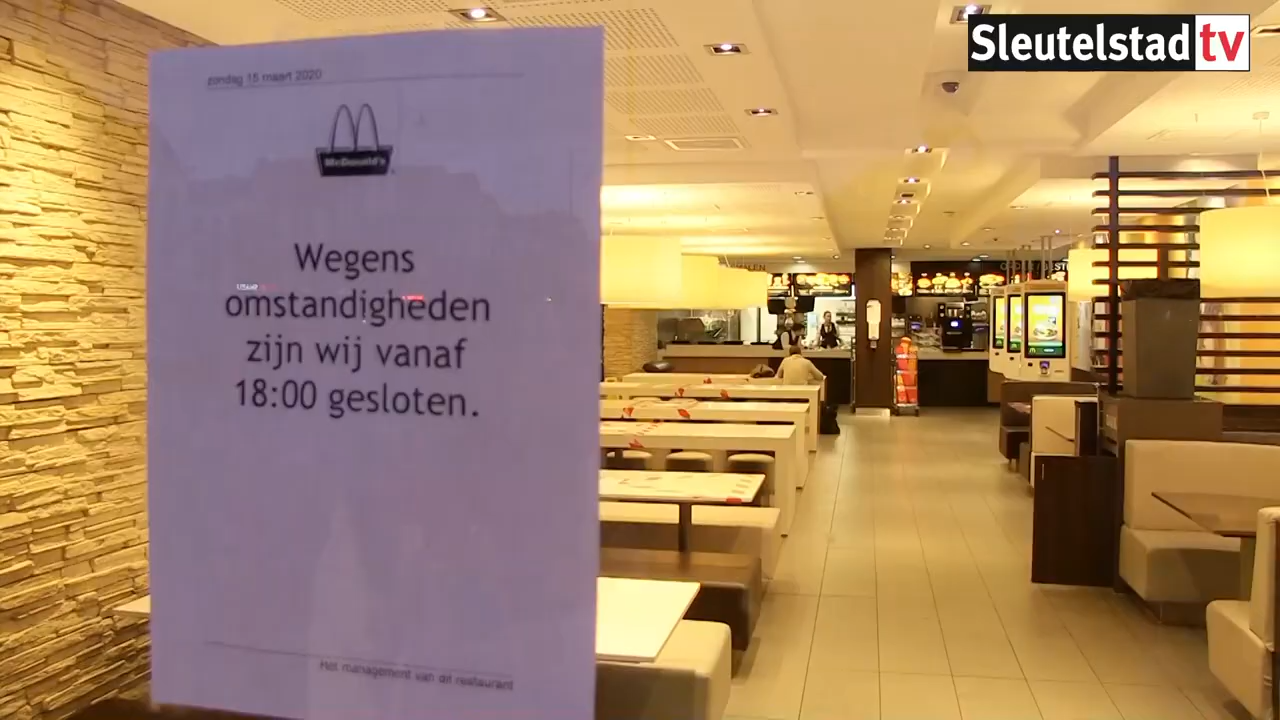 Sleutelstad tv
zondag 15 maart 2020
McDonald's
Wegens
omstandigheden
zijn wij vanaf
18:00 gesloten.
Het management van dit restaurant